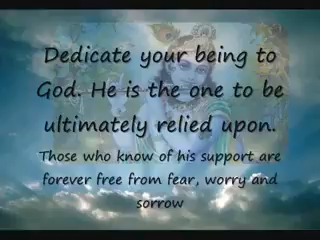 Dedicate your being to
God. He is the one to be
ultimately relied upon.
Those who know of his support are
forever free from fear, worry and
sorrow